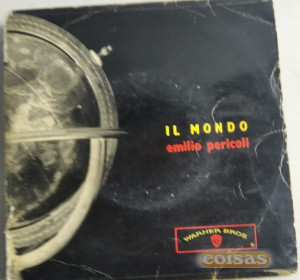 IL MONDO
emilio pericoli
WARNER BROS
coisas